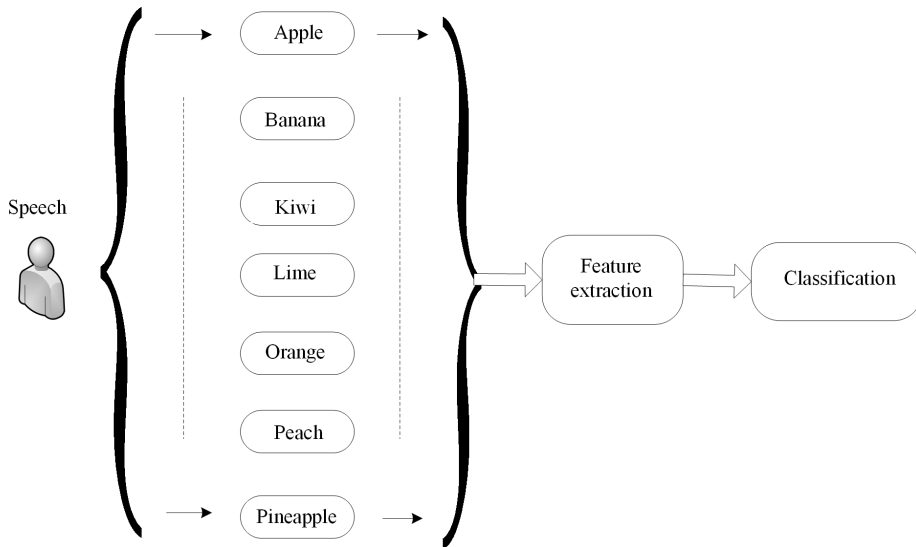 Speech
Apple
Banana
Kiwi
Lime
Orange
Peach
Pineapple
Feature
extraction
Classification